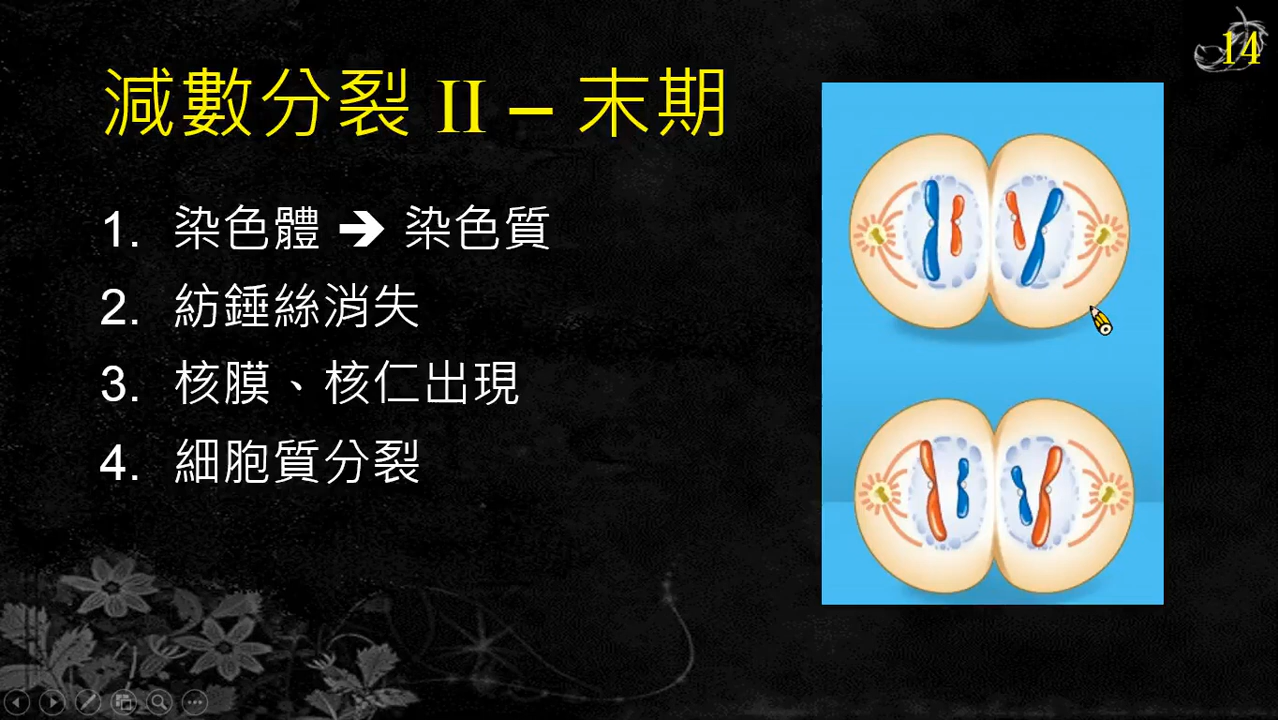 14
減數分裂 II – 末期
1. 染色體 ➔ 染色質
2. 紡錘絲消失
3. 核膜、核仁出現
4. 細胞質分裂